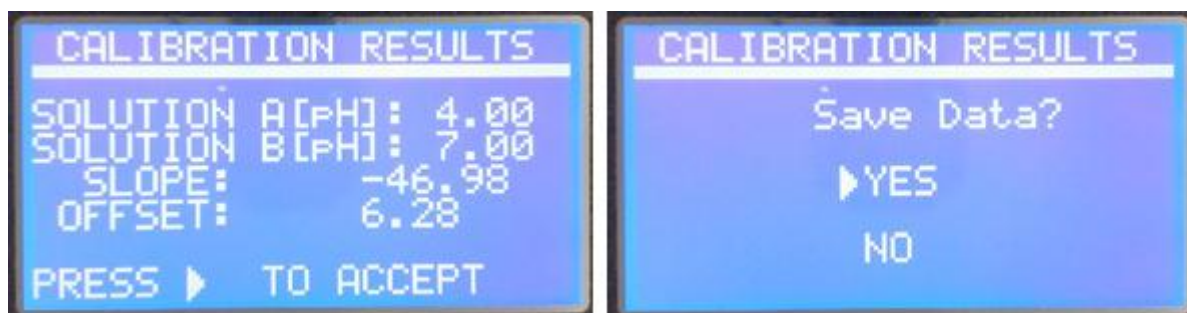 CALIBRATION RESULTS
SOLUTION A[pH]: 4.00
SOLUTION B[pH]: 7.00
SLOPE: -46.98
OFFSET: 6.28
PRESS ▶ TO ACCEPT
CALIBRATION RESULTS
Save Data?
▶YES
NO